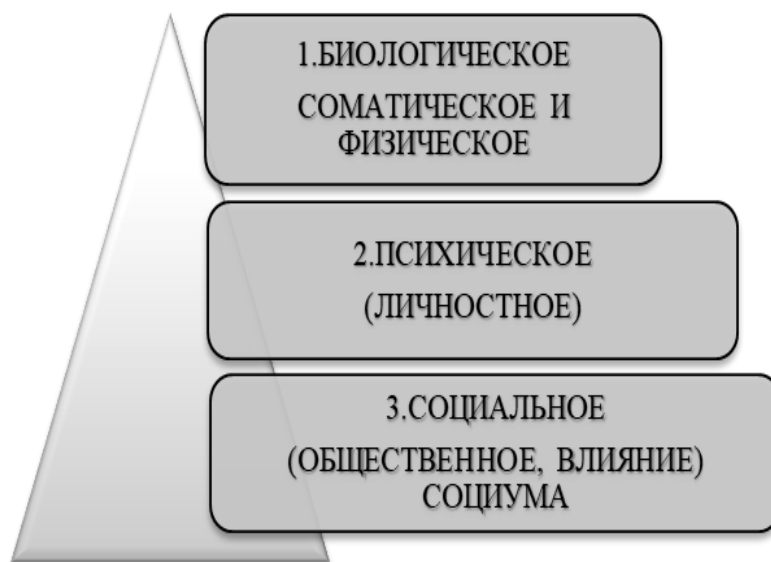 1.БИОЛОГИЧЕСКОЕ
СОМАТИЧЕСКОЕ И
ФИЗИЧЕСКОЕ
2.ПСИХИЧЕСКОЕ
(ЛИЧНОСТНОЕ)
3.СОЦИАЛЬНОЕ
(ОБЩЕСТВЕННОЕ, ВЛИЯНИЕ)
СОЦИУМА